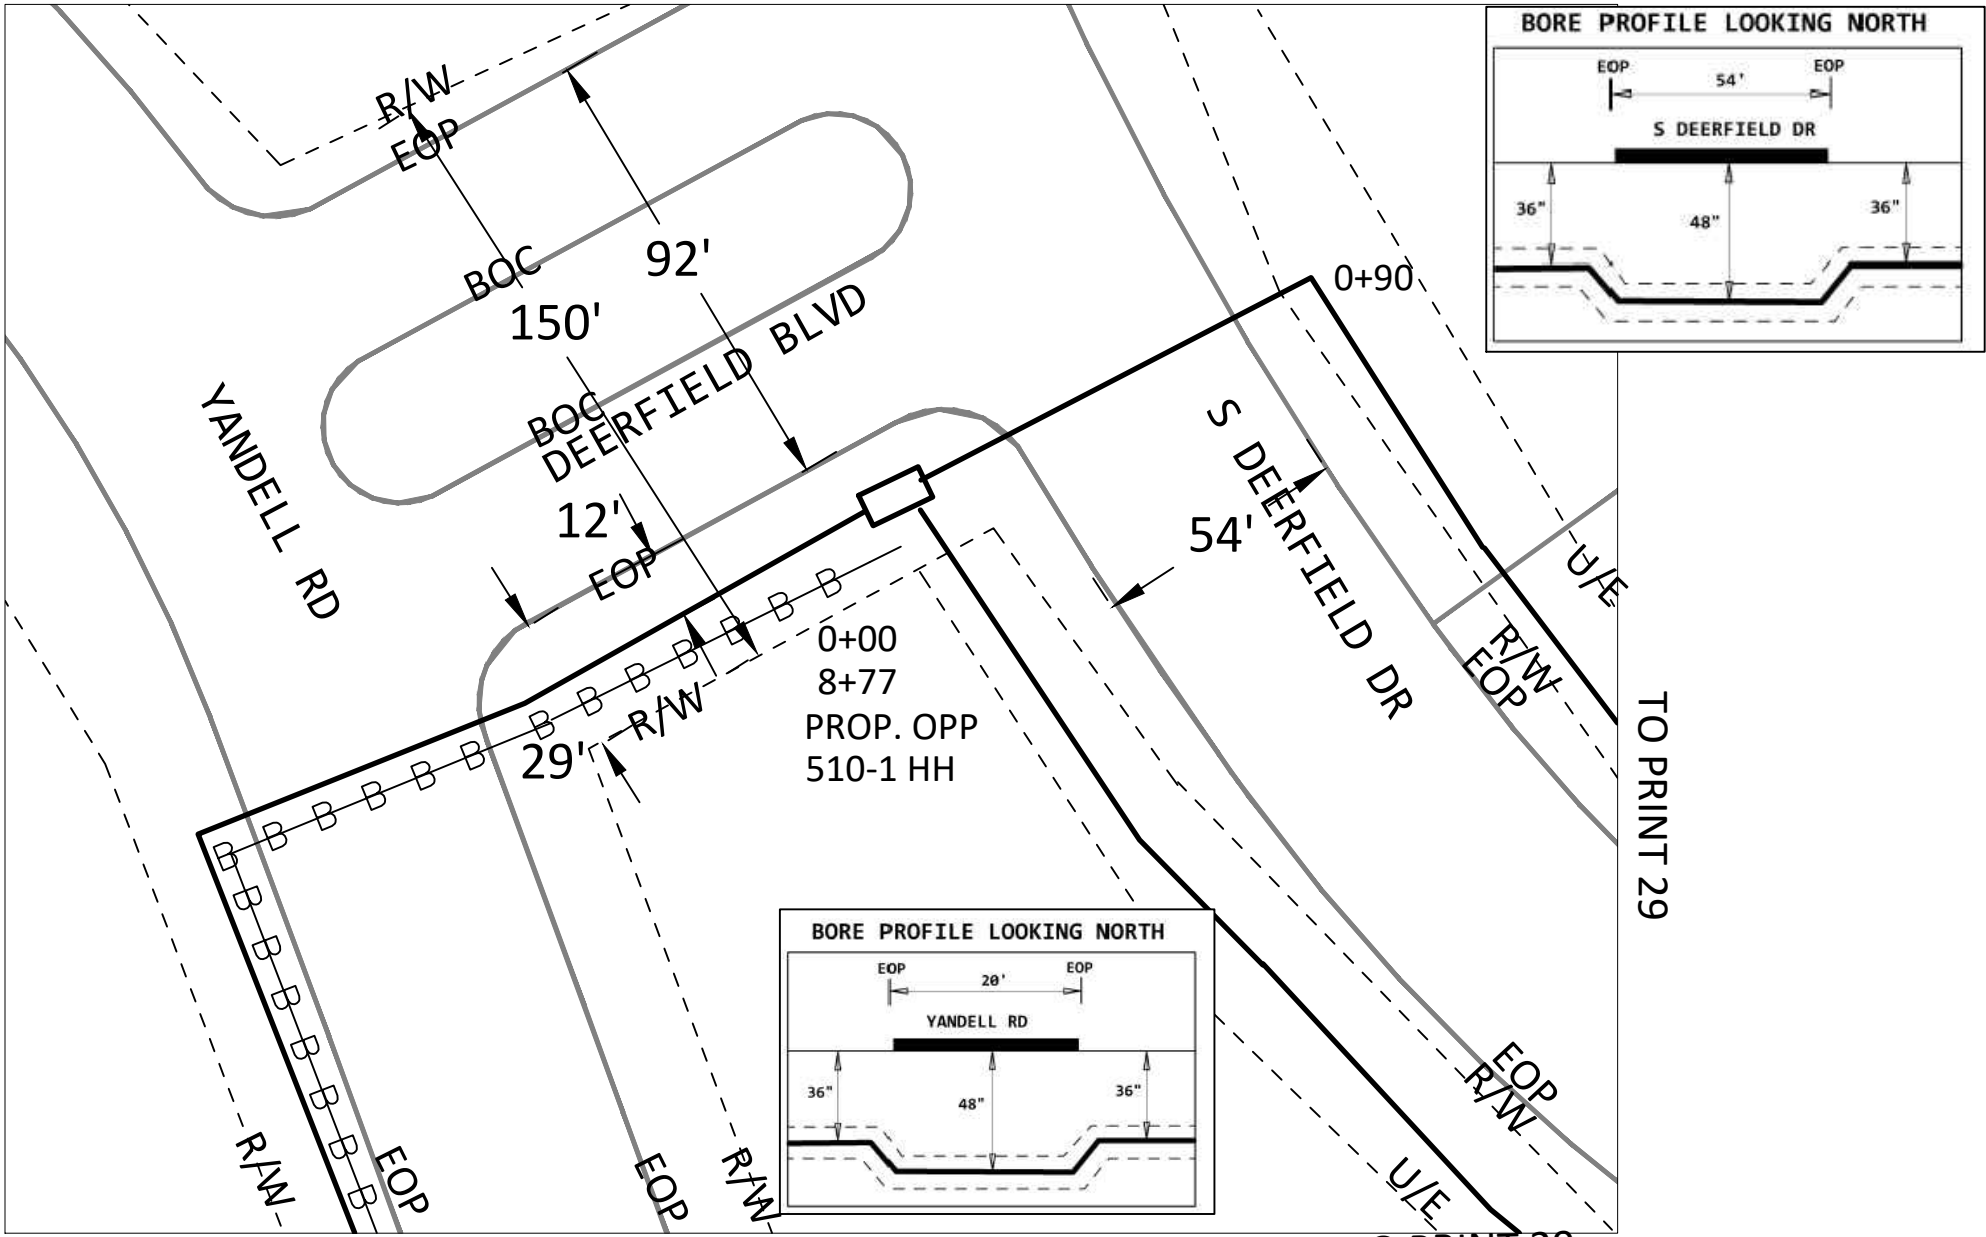 BORE PROFILE LOOKING NORTH
EOP
EOP
54'
S DEERFIELD DR
36"
48"
36"
R/W
EOP
BOC
92'
150'
0+90
BOC
DEERFIELD BLVD
YANDELL RD
12'
EOP
54'
S DEERFIELD DR
U/E
R/W
EOP
0+00
8+77
PROP. OPP
510-1 HH
R/W
29'
B B B B B B B B B B B B B
B B B B B B B
TO PRINT 29
BORE PROFILE LOOKING NORTH
EOP
EOP
20'
YANDELL RD
36"
48"
36"
R/W
EOP
EOP
R/W
EOP
R/W
U/E